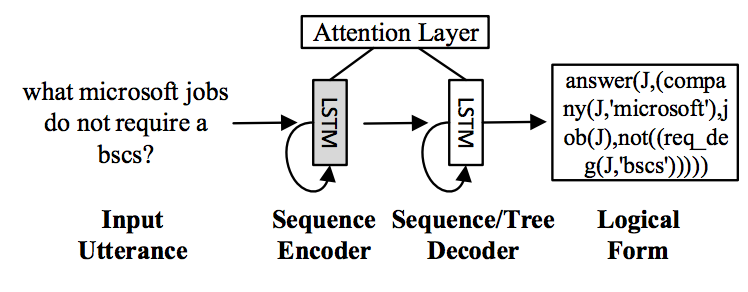 Attention Layer
what microsoft jobs
do not require a
bscs?
LSTM
LSTM
answer(J,(compa
ny(J,'microsoft'),j
ob(J),not((req_de
g(J,'bscs')))))
Input
Utterance
Sequence
Encoder
Sequence/Tree
Decoder
Logical
Form